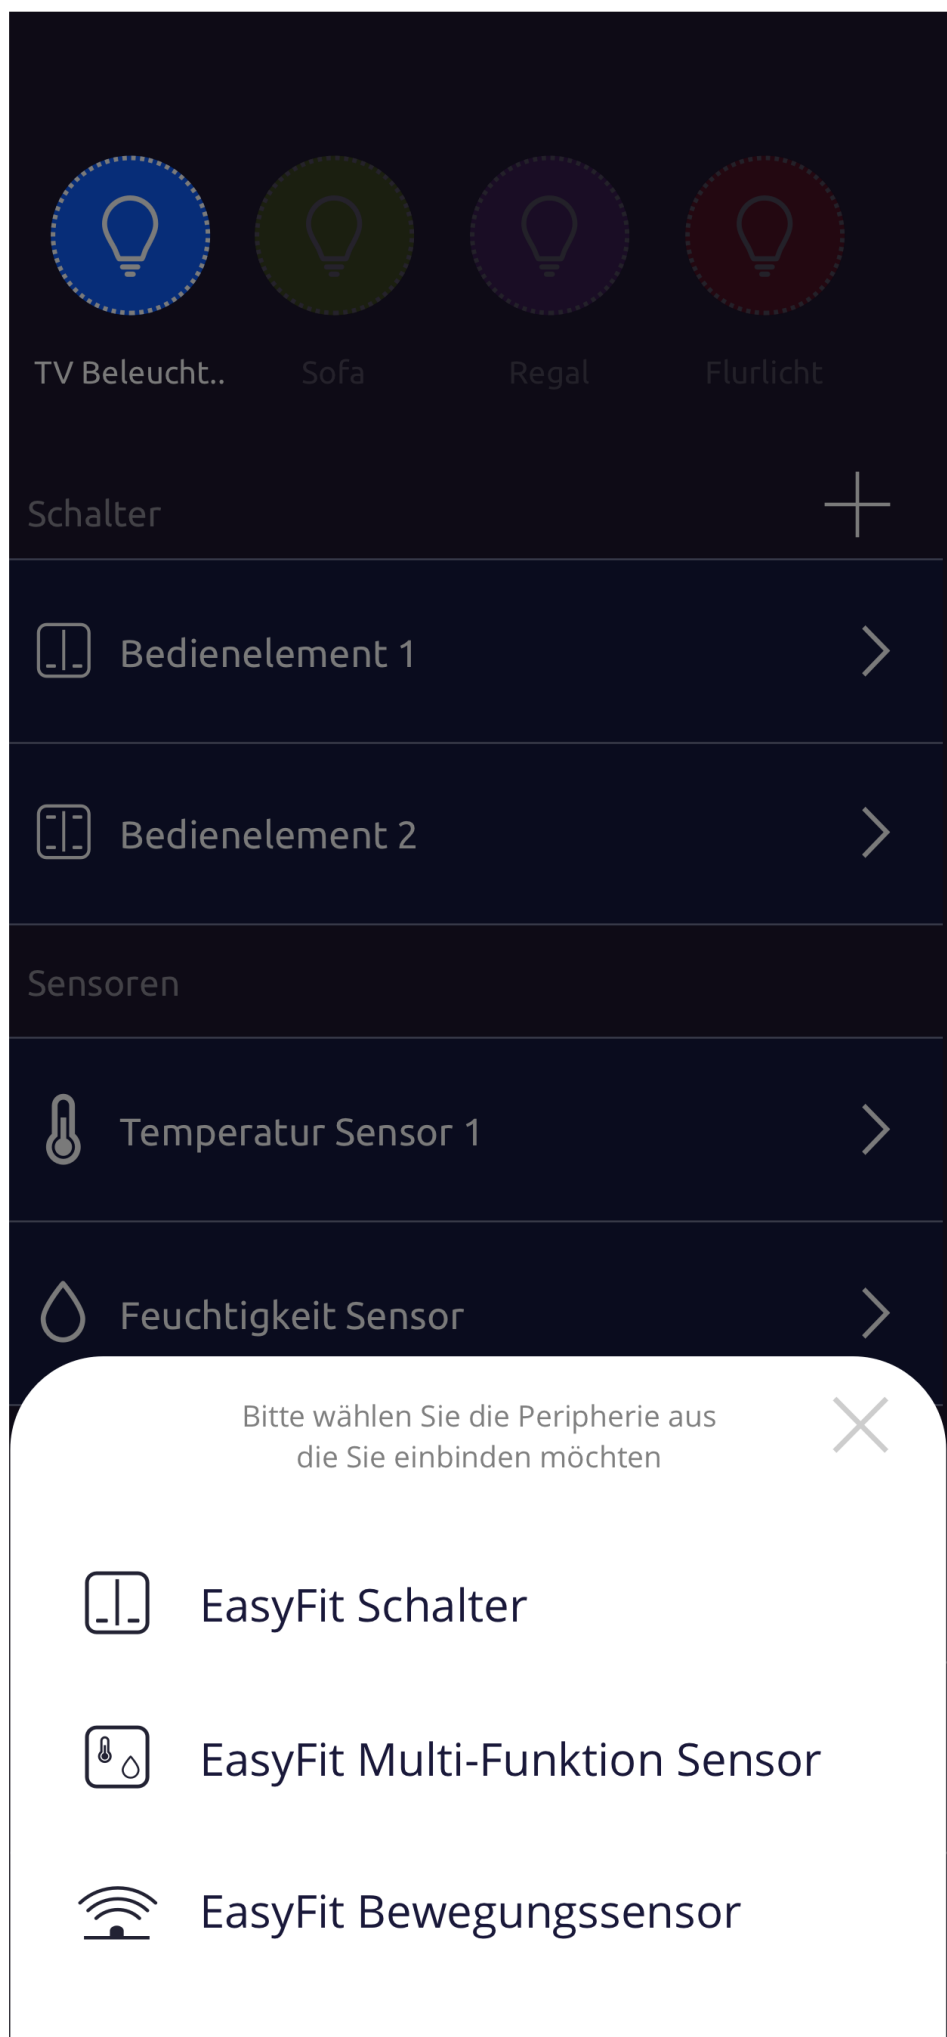 TV Beleucht..
Sofa
Regal
Flurlicht
Schalter
Bedienelement 1
Bedienelement 2
Sensoren
Temperatur Sensor 1
Feuchtigkeit Sensor
Bitte wählen Sie die Peripherie aus
die Sie einbinden möchten
EasyFit Schalter
EasyFit Multi-Funktion Sensor
EasyFit Bewegungssensor